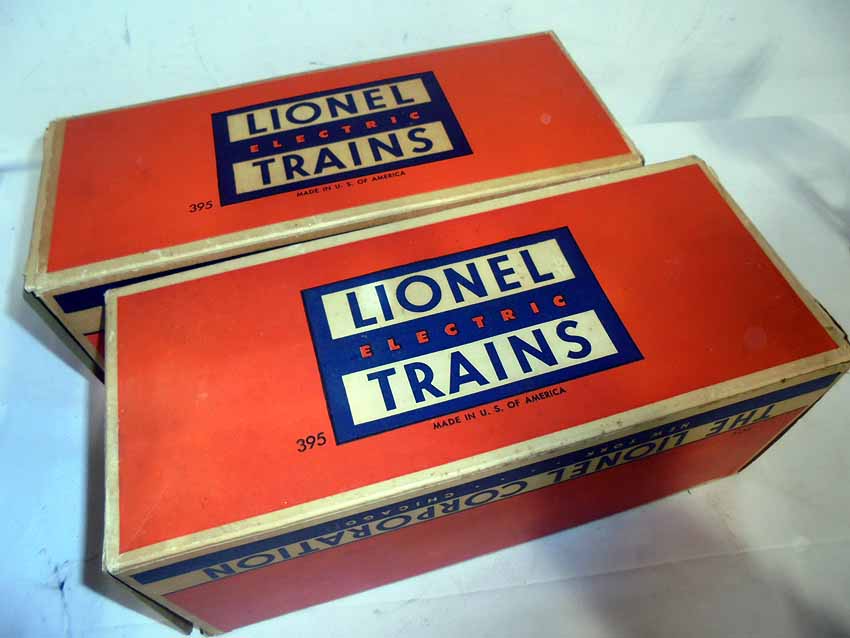 LIONEL
ELECTRIC
TRAINS
MADE IN U. S. OF AMERICA
395
LIONEL
ELECTRIC
TRAINS
MADE IN U. S. OF AMERICA
395
THE LIONEL CORPORATION
NEW YORK . . . . . CHICAGO